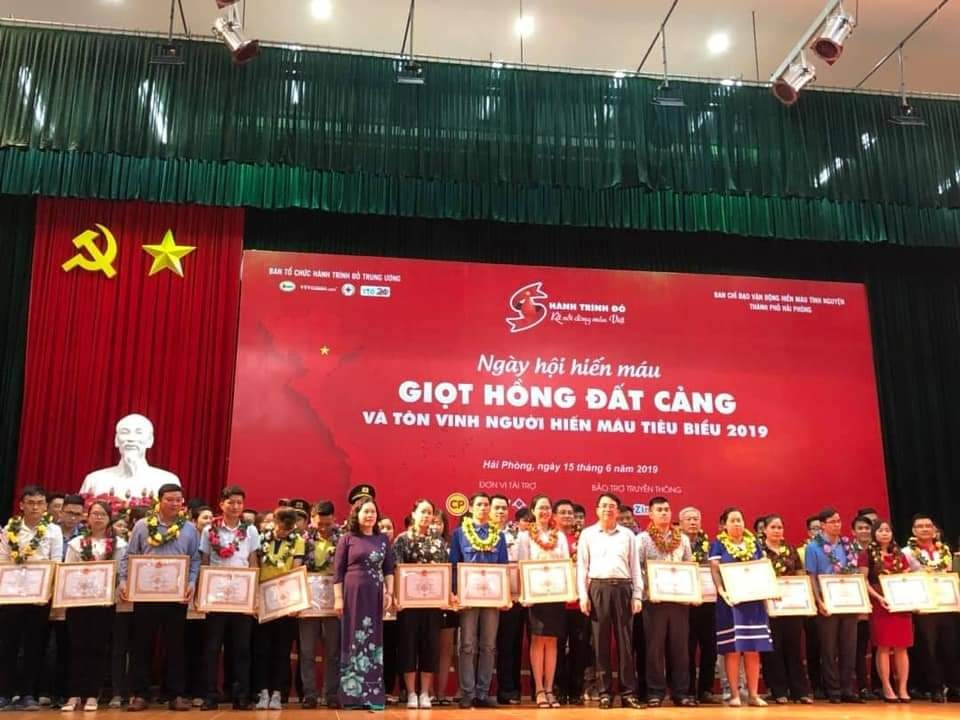 BAN TỔ CHỨC HÀNH TRÌNH ĐỎ TRUNG ƯƠNG
BAN CHỈ ĐẠO VẬN ĐỘNG HIẾN MÁU TÌNH NGUYỆN
THÀNH PHỐ HẢI PHÒNG
HÀNH TRÌNH ĐỎ
Kết nối dòng máu Việt
Ngày hội hiến máu
GIỌT HỒNG ĐẤT CẢNG
VÀ TÔN VINH NGƯỜI HIẾN MÁU TIÊU BIỂU 2019
Hải Phòng, ngày 15 tháng 6 năm 2019
ĐƠN VỊ TÀI TRỢ
BẢO TRỢ TRUYỀN THÔNG
CP